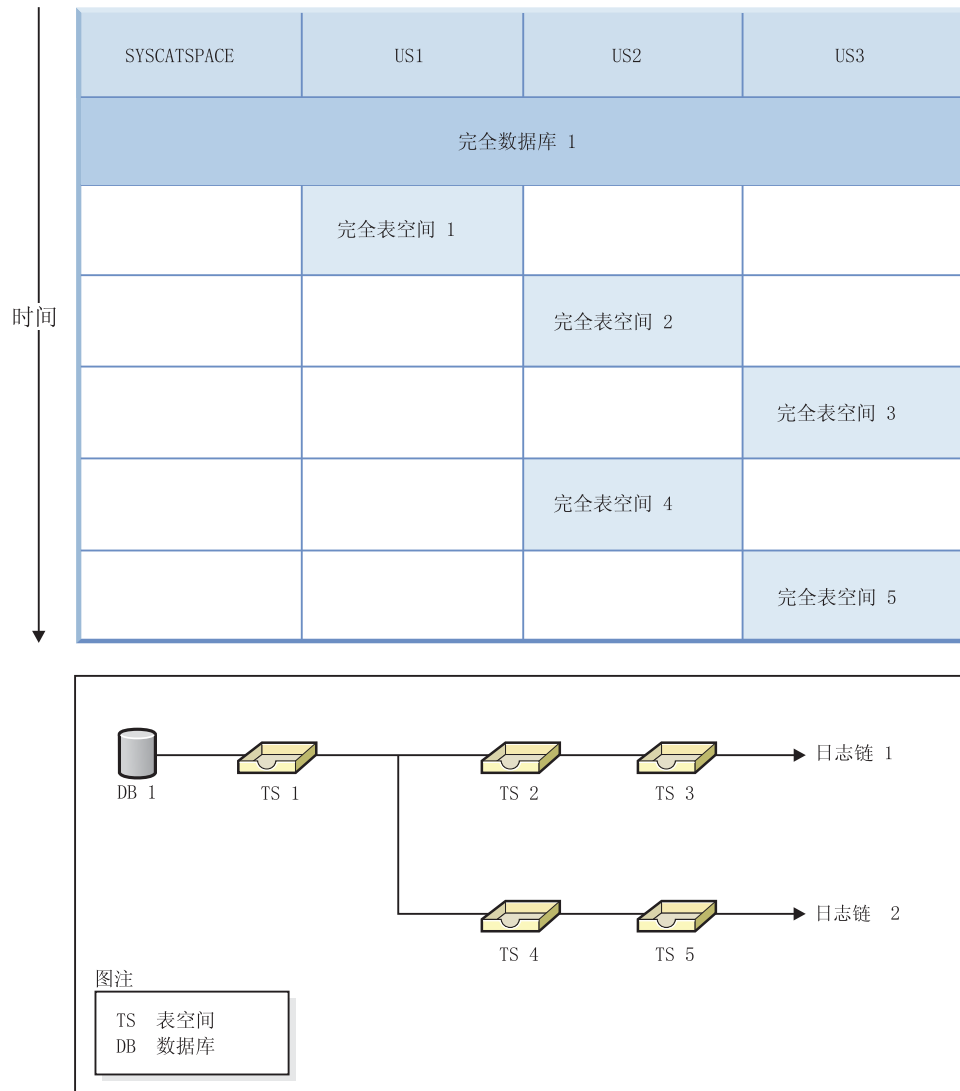 SYSCATSPACE US1 US2 US3
完全数据库 1
完全表空间 1
完全表空间 2
时间
完全表空间 3
完全表空间 4
完全表空间 5
日志链 1
DB 1 TS 1 TS 2 TS 3
日志链 2
TS 4 TS 5
图注
TS 表空间
DB 数据库